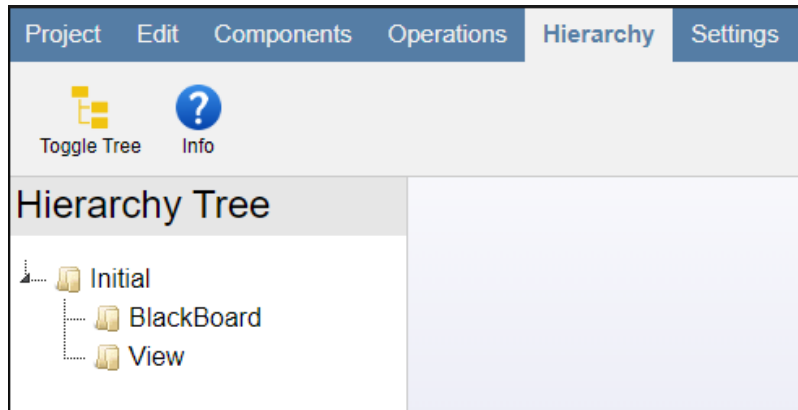 Project Edit Components Operations Hierarchy Settings
Toggle Tree Info
Hierarchy Tree
Initial
BlackBoard
View